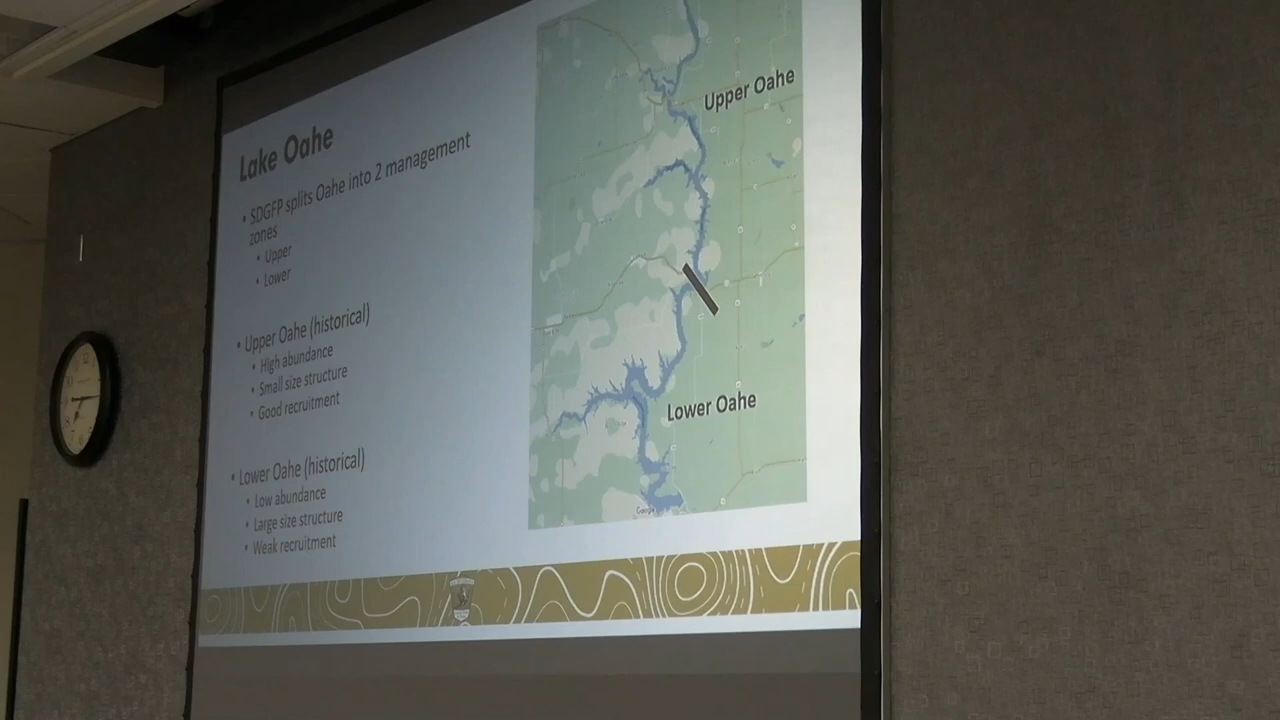 Lake Oahe
• SDGFP splits Oahe into 2 management
zones
• Upper
• Lower
• Upper Oahe (historical)
• High abundance
• Small size structure
• Good recruitment
• Lower Oahe (historical)
• Low abundance
• Large size structure
• Weak recruitment
Upper Oahe
Lower Oahe
Google